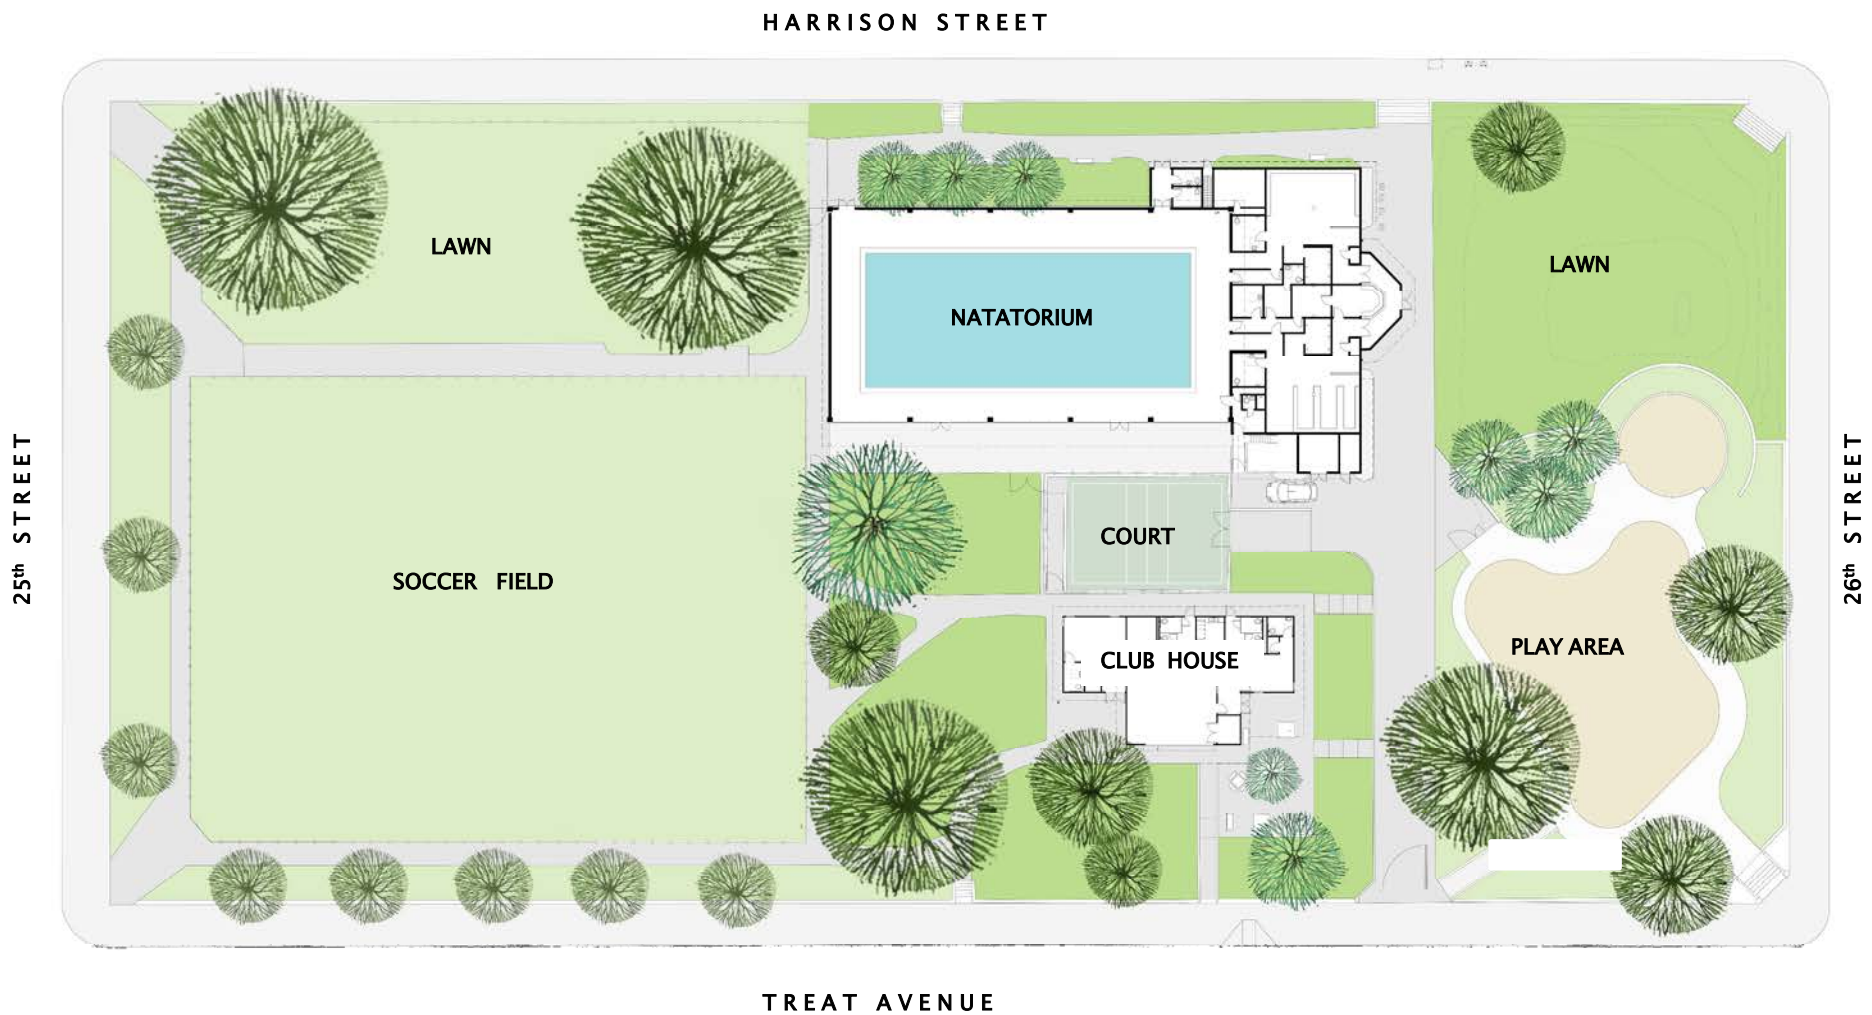 HARRISON STREET
LAWN
LAWN
NATATORIUM
25th STREET
26th STREET
COURT
SOCCER FIELD
PLAY AREA
CLUB HOUSE
TREAT AVENUE